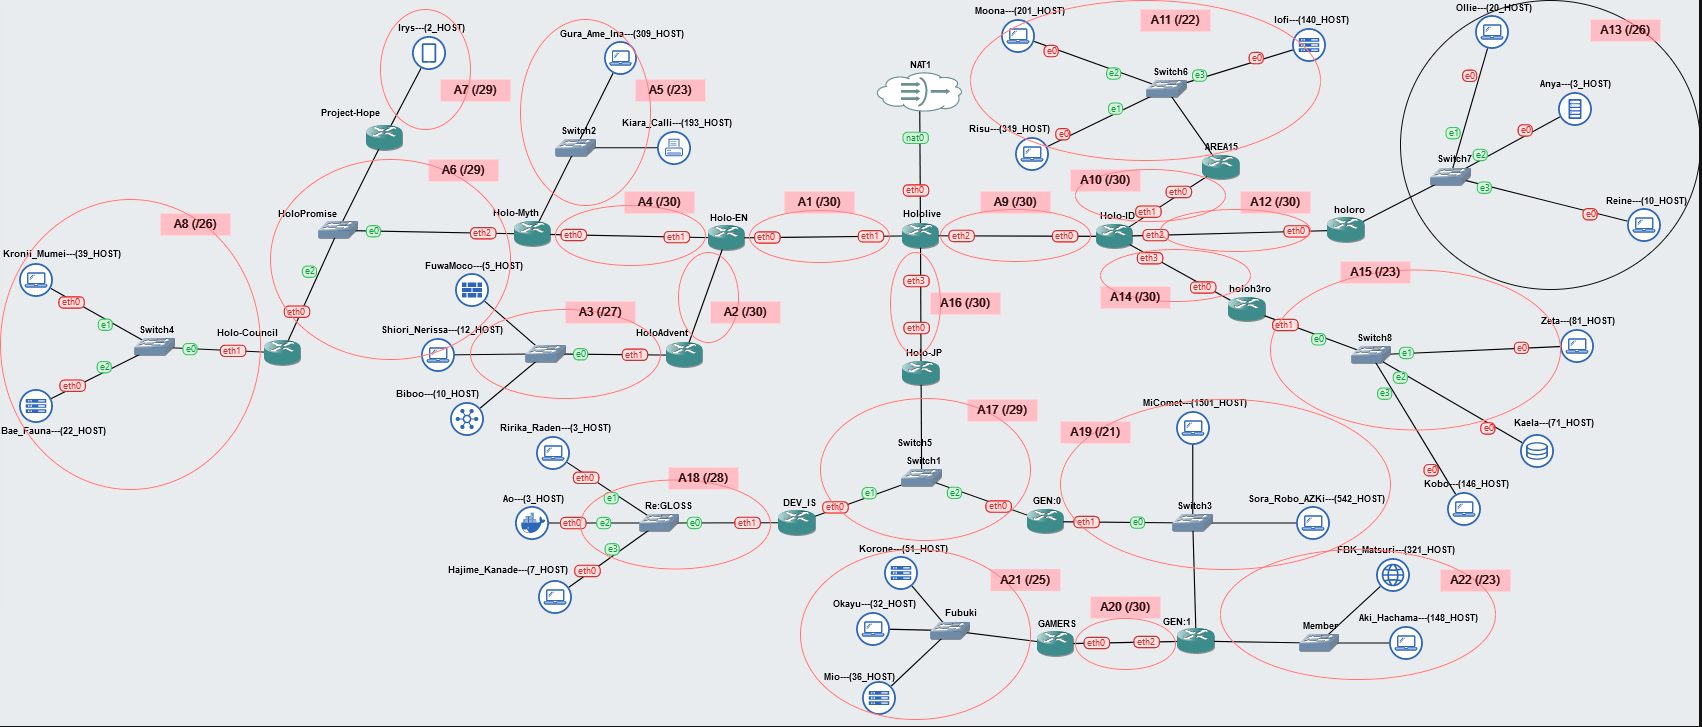 Irys---(2_HOST)
A7 (/29)
Project-Hope
Gura_Ame_Ina---(309_HOST)
A5 (/23)
Kiara_Calli---(193_HOST)
Switch2
A6 (/29)
HoloPromise
e0
eth2
Holo-Myth
e2
eth0
A8 (/26)
Kronii_Mumei---(39_HOST)
eth0
e1
Switch4
e0
eth1
Holo-Council
e2
eth0
Bae_Fauna---(22_HOST)
A4 (/30)
eth0
eth1
Holo-EN
A1 (/30)
eth0
eth1
Hololive
NAT1
nat0
eth0
A2 (/30)
FuwaMoco---(5_HOST)
A3 (/27)
HoloAdvent
Shiori_Nerissa---(12_HOST)
e0
eth1
Biboo---(10_HOST)
A9 (/30)
eth2
eth0
Holo-ID
A16 (/30)
eth3
eth0
Holo-JP
Moona---(201_HOST)
A11 (/22)
Iofi---(140_HOST)
e0
e0
e2
e3
Switch6
e1
e0
Risu---(319_HOST)
AREA15
A10 (/30)
eth0
eth1
A12 (/30)
eth2
eth0
holoro
Ollie---(20_HOST)
A13 (/26)
e0
Anya---(3_HOST)
e1
e0
e2
Switch7
e3
Reine---(10_HOST)
e0
eth3
A14 (/30)
eth0
holoh3ro
A15 (/23)
eth1
e0
Switch8
e1
e0
Zeta---(81_HOST)
e2
e3
Kaela---(71_HOST)
e0
e0
Kobo---(146_HOST)
A17 (/29)
Switch5
Switch1
e1
e2
eth0
eth0
DEV_IS
GEN:0
Ririka_Raden---(3_HOST)
eth0
A18 (/28)
Ao---(3_HOST)
e1
Re:GLOSS
eth0
e2
e0
eth1
e3
Hajime_Kanade---(7_HOST)
eth0
MiComet---(1501_HOST)
A19 (/21)
Sora_Robo_AZKi---(542_HOST)
Switch3
eth1
e0
Korone---(51_HOST)
A21 (/25)
Okayu---(32_HOST)
Fubuki
Mio---(36_HOST)
GAMERS
A20 (/30)
eth0
eth2
GEN:1
FBK_Matsuri---(321_HOST)
A22 (/23)
Aki_Hachama---(148_HOST)
Member